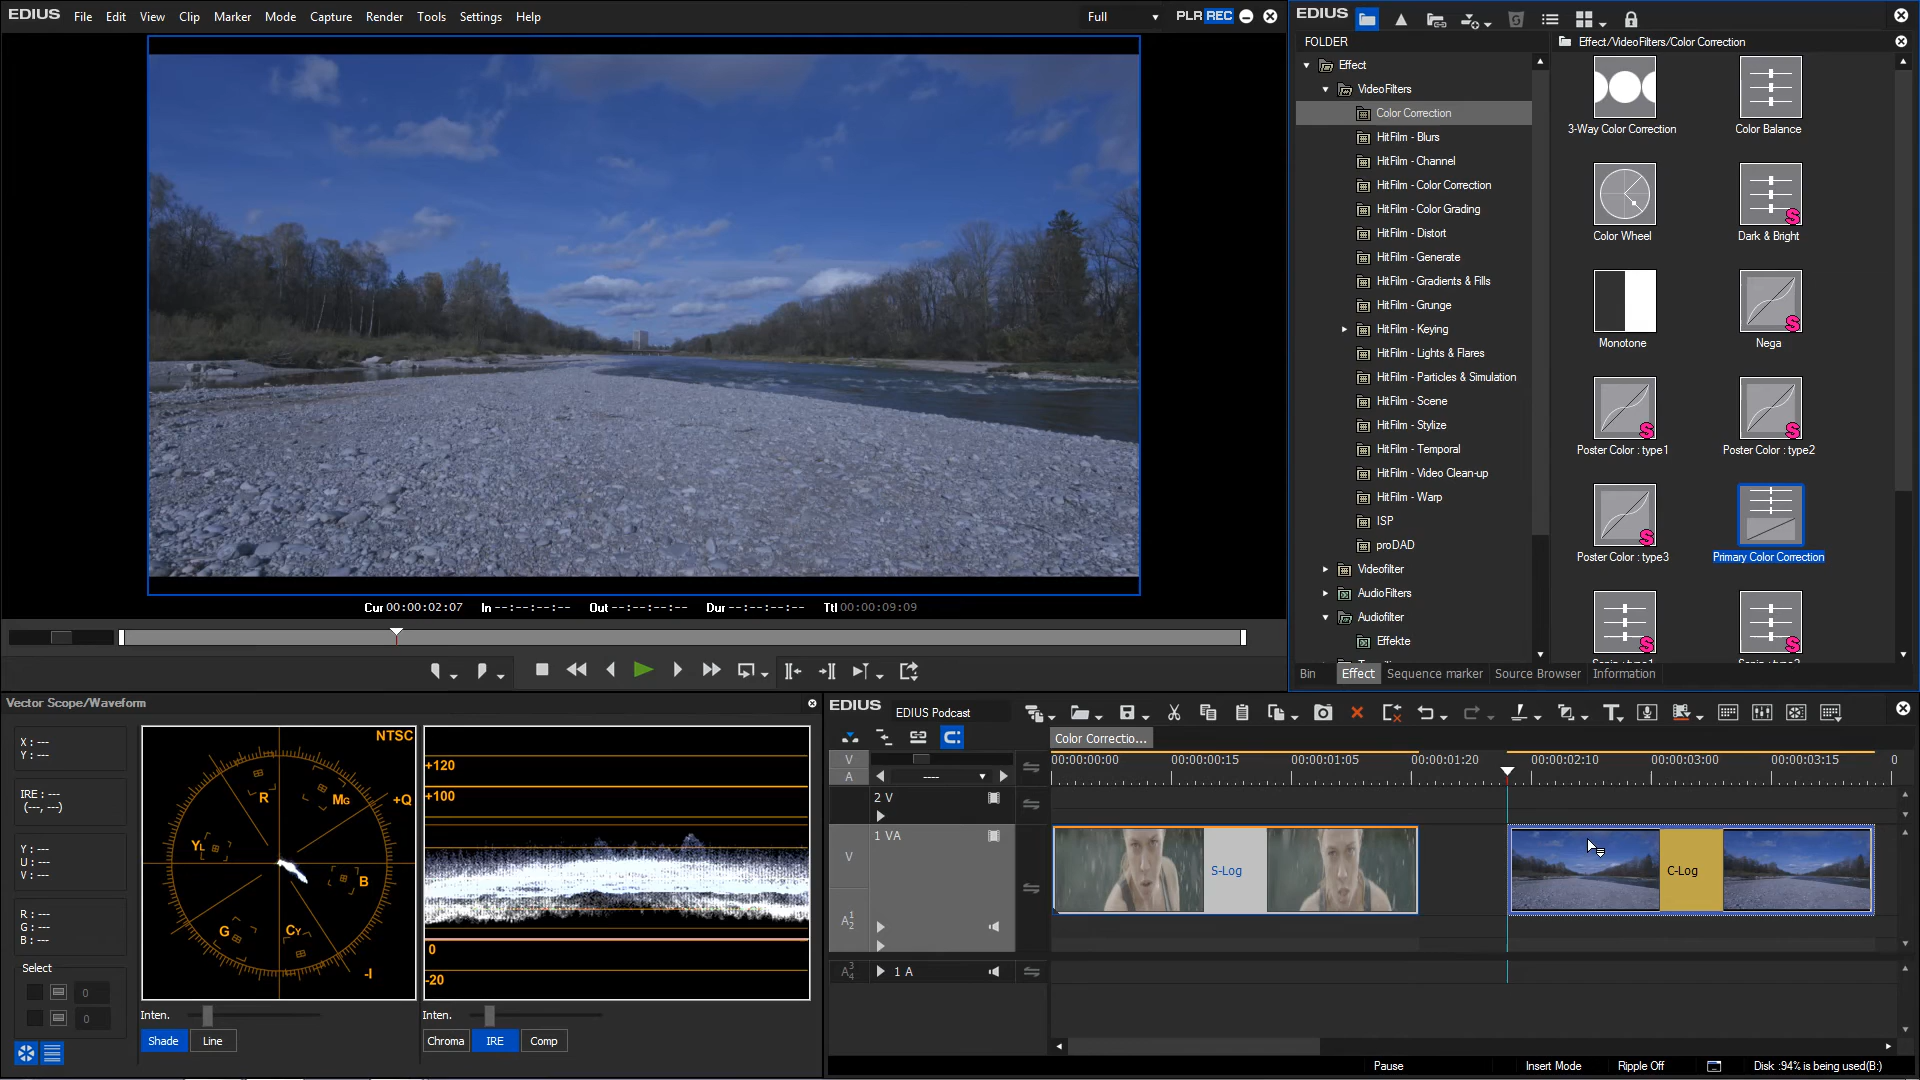 EDIUS File Edit View Clip Marker Mode Capture Render Tools Settings Help Full PLR REC
Cur 00:00:02:07 In --:--:--:-- Out --:--:--:-- Dur --:--:--:-- Ttl 00:00:09:09
EDIUS
FOLDER
Effect
VideoFilters
Color Correction
HitFilm - Blurs
HitFilm - Channel
HitFilm - Color Correction
HitFilm - Color Grading
HitFilm - Distort
HitFilm - Generate
HitFilm - Gradients & Fills
HitFilm - Grunge
HitFilm - Keying
HitFilm - Lights & Flares
HitFilm - Particles & Simulation
HitFilm - Scene
HitFilm - Stylize
HitFilm - Temporal
HitFilm - Video Clean-up
HitFilm - Warp
ISP
proDAD
Videofilter
AudioFilters
Audiofilter
Effekte
Effect/VideoFilters/Color Correction
3-Way Color Correction Color Balance
Color Wheel Dark & Bright
Monotone Nega
Poster Color : type1 Poster Color : type2
Poster Color : type3 Primary Color Correction
Bin Effect Sequence marker Source Browser Information
Vector Scope/Waveform
X : ---
Y : ---
IRE : ---
(---, ---)
Y : ---
U : ---
V : ---
R : ---
G : ---
B : ---
Select
0
0
NTSC
R
MG
+Q
YL
B
G
CY
-I
+120
+100
0
-20
Inten. Inten.
Shade Line Chroma IRE Comp
EDIUS EDIUS Podcast
Color Correctio...
V
A
----
00:00:00:00 00:00:00:15 00:00:01:05 00:00:01:20 00:00:02:10 00:00:03:00 00:00:03:15 0
2 V
1 VA
V
A 1 2
S-Log C-Log
A 3 4 1 A
Pause Insert Mode Ripple Off Disk :94% is being used(B:)